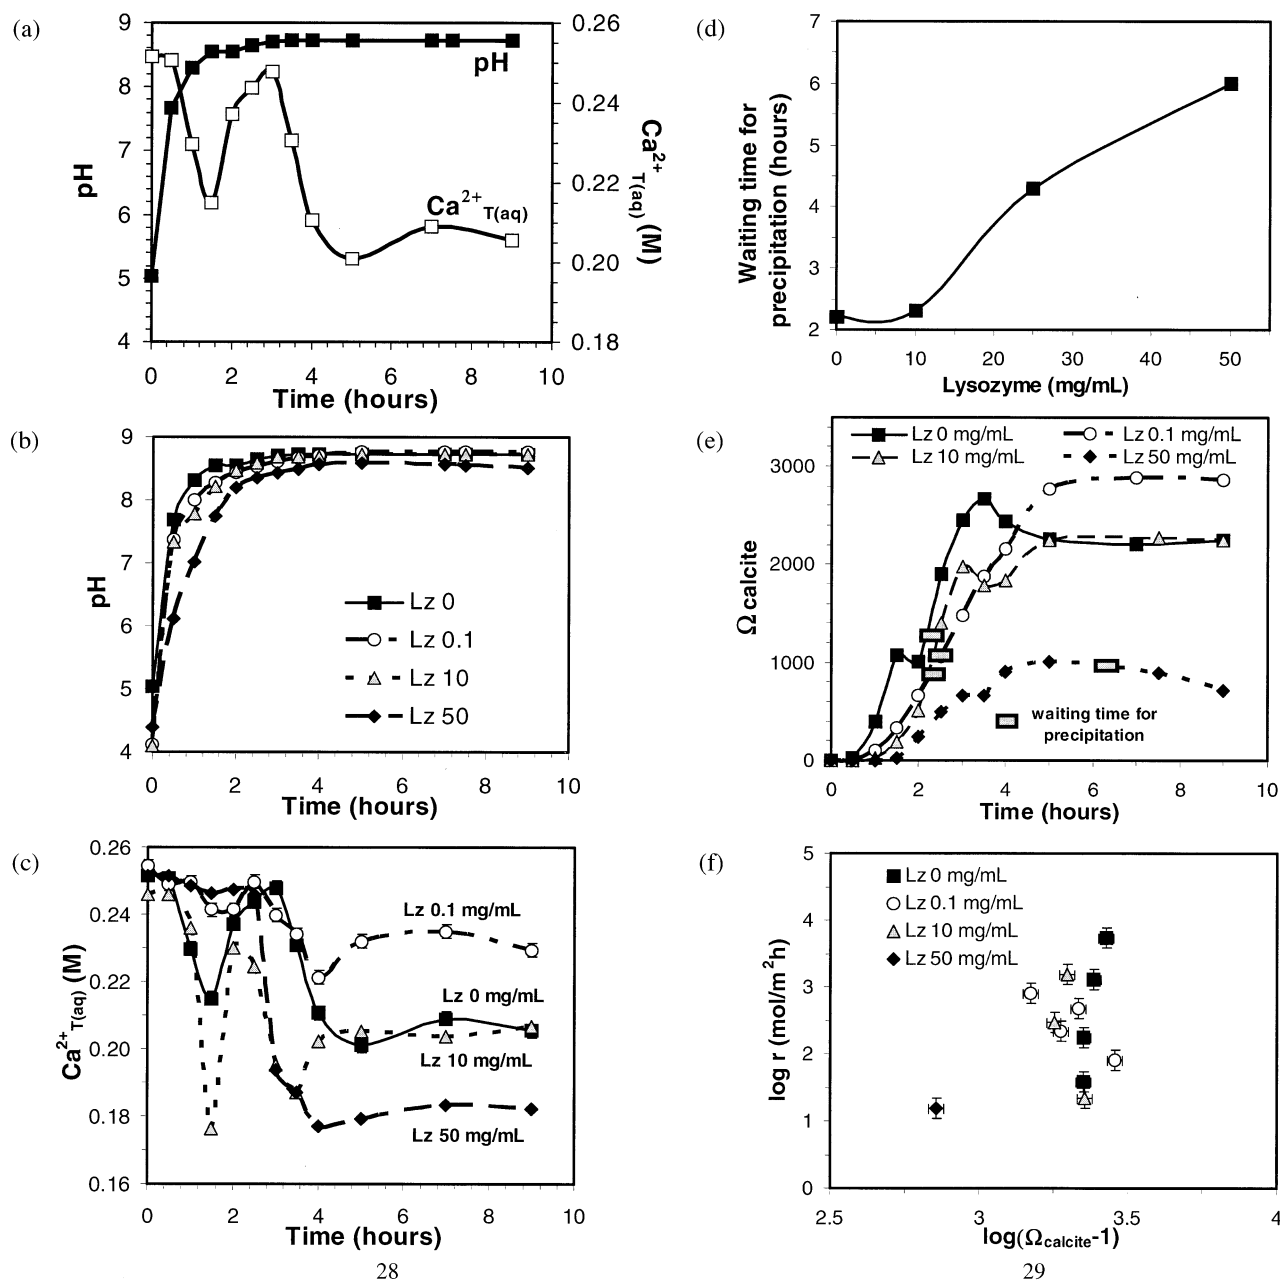 (a)
9
8
7
6
5
4
pH
0.26
0.24
0.22
0.20
0.18
Ca2+T(aq) (M)
pH
Ca2+T(aq)
0 2 4 6 8 10
Time (hours)
(b)
9
8
7
6
5
4
pH
Lz 0
Lz 0.1
Lz 10
Lz 50
0 2 4 6 8 10
Time (hours)
(c)
0.26
0.24
0.22
0.20
0.18
0.16
Ca2+T(aq) (M)
Lz 0.1 mg/mL
Lz 0 mg/mL
Lz 10 mg/mL
Lz 50 mg/mL
0 2 4 6 8 10
Time (hours)
28
(d)
7
6
5
4
3
2
Waiting time for
precipitation (hours)
0 10 20 30 40 50
Lysozyme (mg/mL)
(e)
Lz 0 mg/mL Lz 0.1 mg/mL
Lz 10 mg/mL Lz 50 mg/mL
3000
2000
1000
0
Ω calcite
waiting time for
precipitation
0 2 4 6 8 10
Time (hours)
(f)
5
4
3
2
1
0
log r (mol/m2h)
Lz 0 mg/mL
Lz 0.1 mg/mL
Lz 10 mg/mL
Lz 50 mg/mL
2.5 3 3.5 4
log(Ωcalcite-1)
29